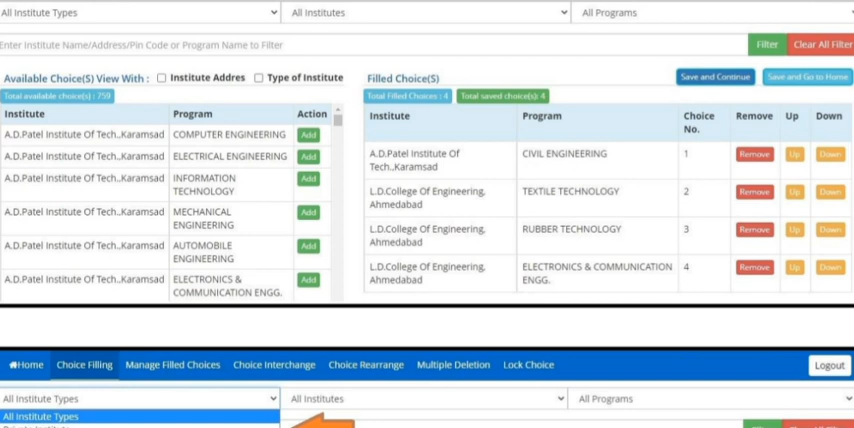 All Institute Types All Institutes All Programs
Enter Institute Name/Address/Pin Code or Program Name to Filter Filter Clear All Filter
Available Choice(S) View With : Institute Addres Type of Institute Filled Choice(S) Save and Continue Save and Go to Home
Total available choice(s) : 759 Total Filled Choices : 4 Total saved choice(s): 4
Institute Program Action
A.D.Patel Institute Of Tech.,Karamsad COMPUTER ENGINEERING Add
A.D.Patel Institute Of Tech.,Karamsad ELECTRICAL ENGINEERING Add
A.D.Patel Institute Of Tech.,Karamsad INFORMATION Add
TECHNOLOGY
A.D.Patel Institute Of Tech.,Karamsad MECHANICAL Add
ENGINEERING
A.D.Patel Institute Of Tech.,Karamsad AUTOMOBILE Add
ENGINEERING
A.D.Patel Institute Of Tech.,Karamsad ELECTRONICS & Add
COMMUNICATION ENGG.
Institute Program Choice Remove Up Down
No.
A.D.Patel Institute Of CIVIL ENGINEERING 1 Remove Up Down
Tech.,Karamsad
L.D.College Of Engineering, TEXTILE TECHNOLOGY 2 Remove Up Down
Ahmedabad
L.D.College Of Engineering, RUBBER TECHNOLOGY 3 Remove Up Down
Ahmedabad
L.D.College Of Engineering, ELECTRONICS & COMMUNICATION 4 Remove Up Down
Ahmedabad ENGG.
Home Choice Filling Manage Filled Choices Choice Interchange Choice Rearrange Multiple Deletion Lock Choice Logout
All Institute Types All Institutes All Programs
All Institute Types